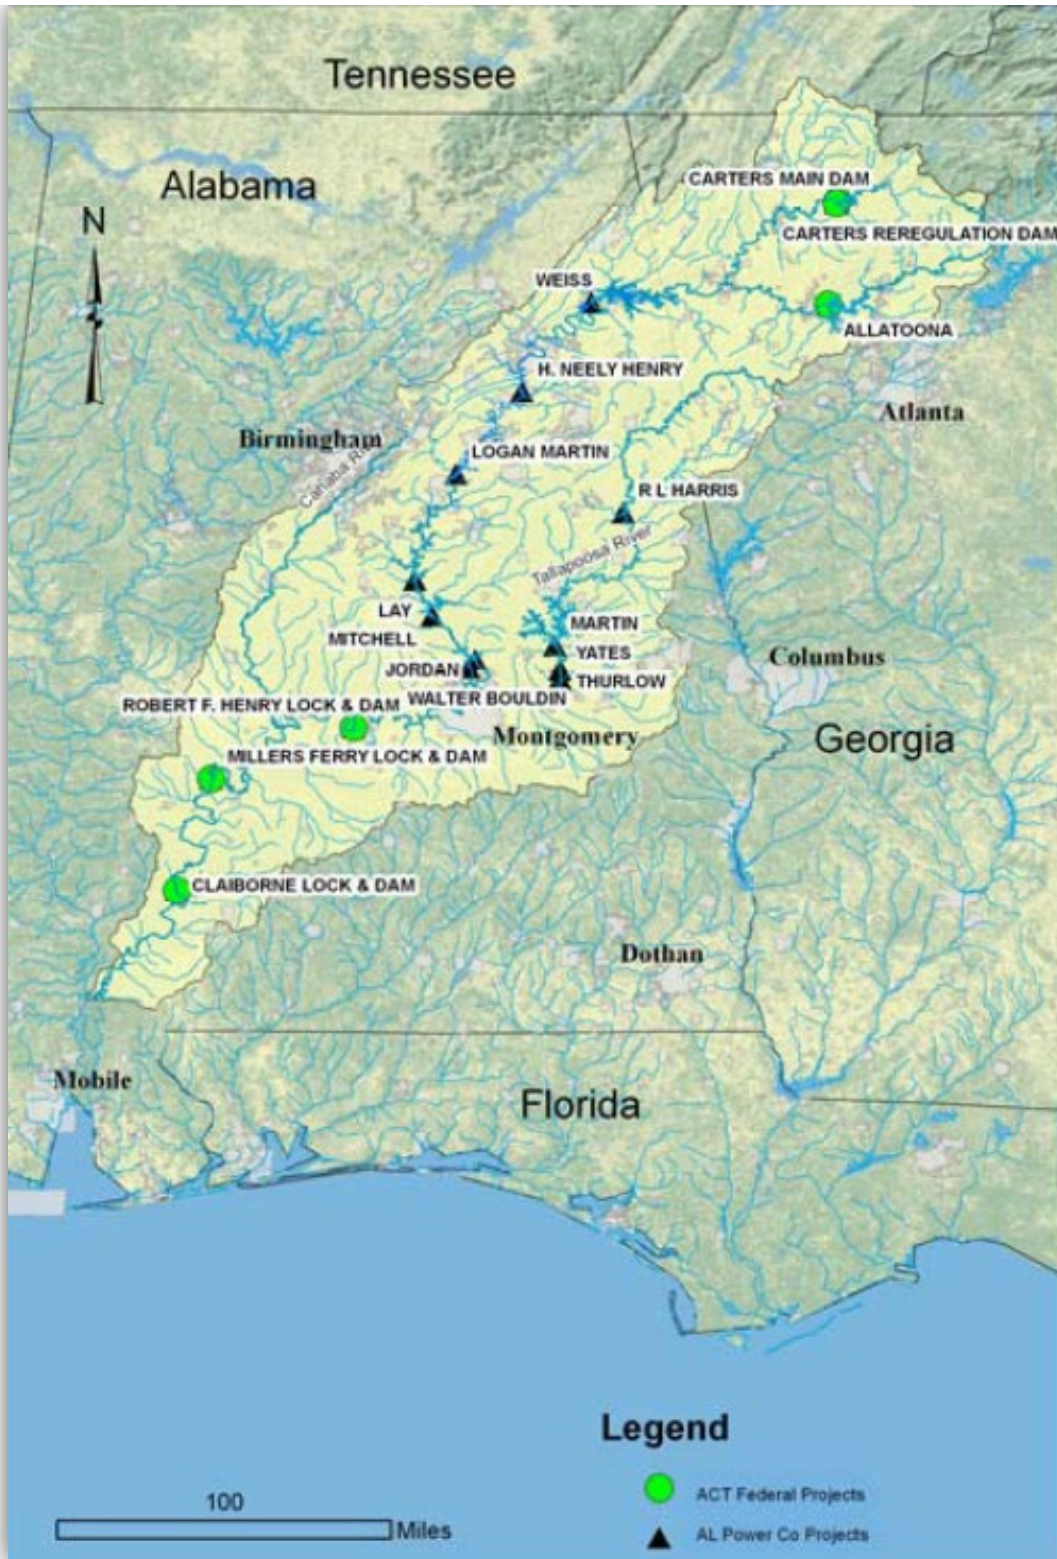 Tennessee
Alabama
N
CARTERS MAIN DAM
CARTERS REREGULATION DAM
WEISS
ALLATOONA
H. NEELY HENRY
Atlanta
Birmingham
Cahaba River
LOGAN MARTIN
R L HARRIS
Tallapoosa River
LAY
MARTIN
MITCHELL
YATES
JORDAN
THURLOW
WALTER BOULDIN
Columbus
ROBERT F. HENRY LOCK & DAM
Montgomery
Georgia
MILLERS FERRY LOCK & DAM
CLAIBORNE LOCK & DAM
Dothan
Mobile
Florida
Legend
ACT Federal Projects
AL Power Co Projects
100
Miles